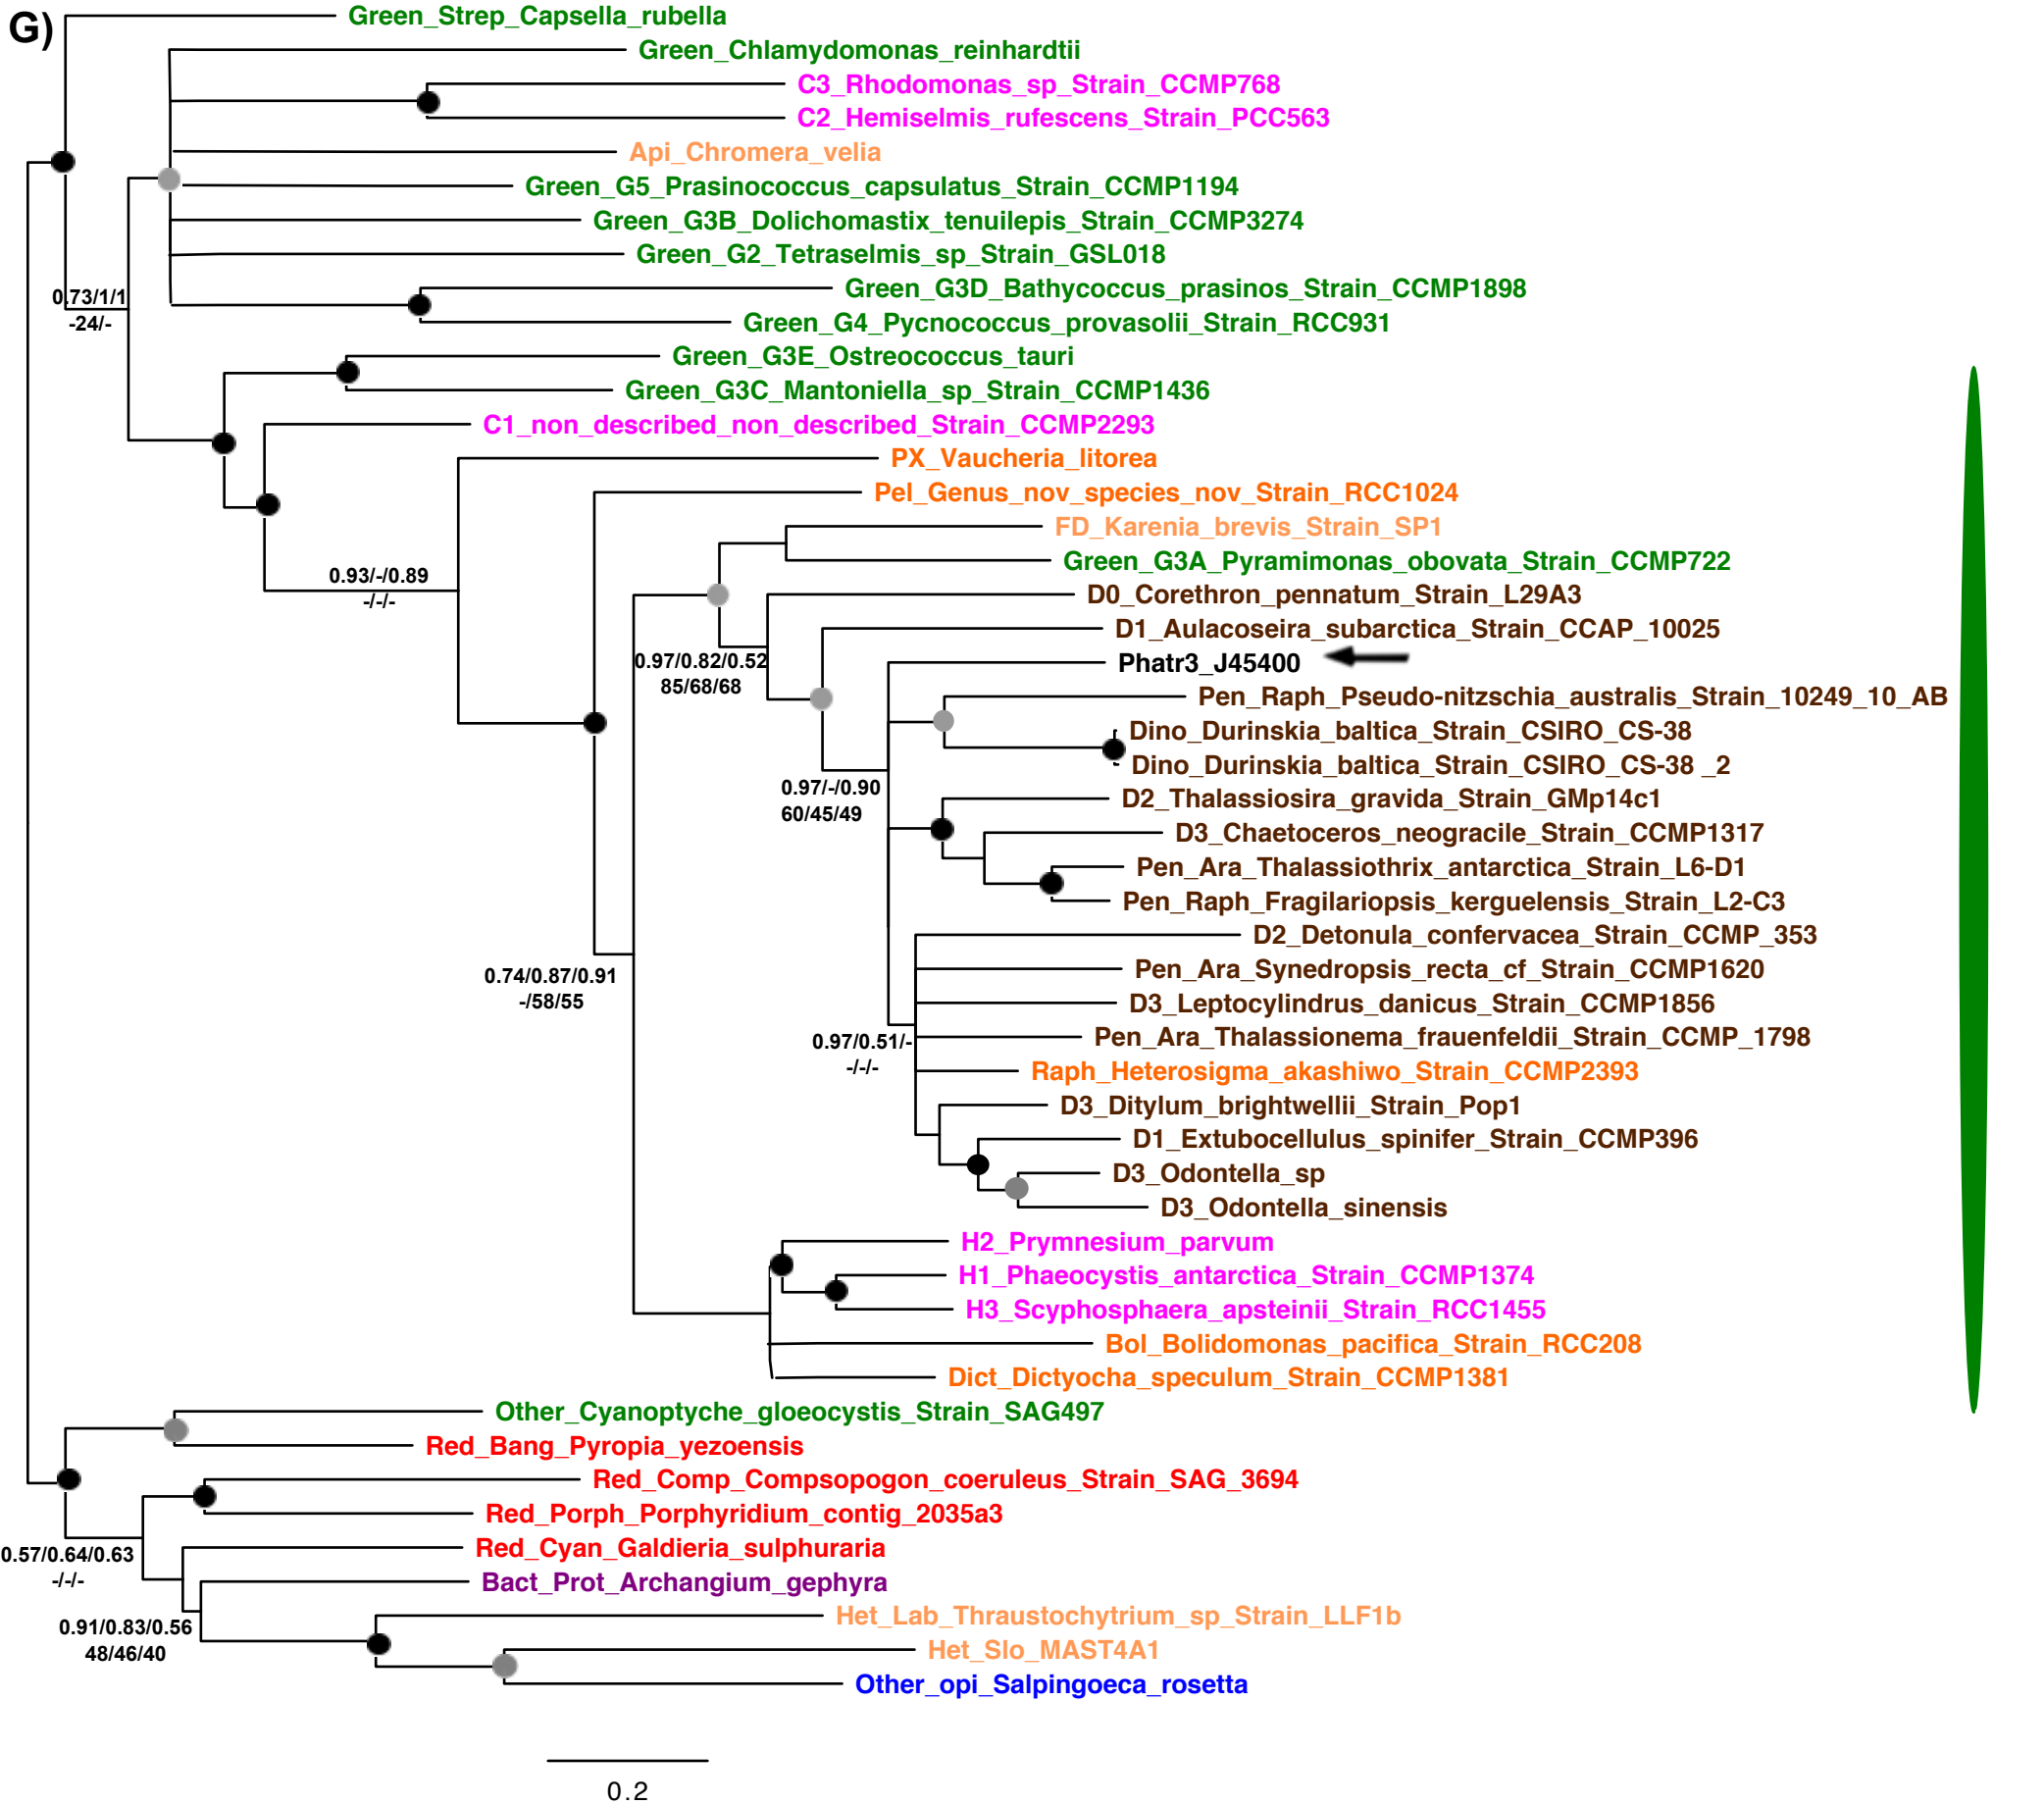 G)
Green_Strep_Capsella_rubella
Green_Chlamydomonas_reinhardtii
C3_Rhodomonas_sp_Strain_CCMP768
C2_Hemiselmis_rufescens_Strain_PCC563
Api_Chromera_velia
Green_G5_Prasinococcus_capsulatus_Strain_CCMP1194
Green_G3B_Dolichomastix_tenuilepis_Strain_CCMP3274
Green_G2_Tetraselmis_sp_Strain_GSL018
Green_G3D_Bathycoccus_prasinos_Strain_CCMP1898
0.73/1/1
-24/-
Green_G4_Pycnococcus_provasolii_Strain_RCC931
Green_G3E_Ostreococcus_tauri
Green_G3C_Mantoniella_sp_Strain_CCMP1436
C1_non_described_non_described_Strain_CCMP2293
PX_Vaucheria_litorea
Pel_Genus_nov_species_nov_Strain_RCC1024
FD_Karenia_brevis_Strain_SP1
Green_G3A_Pyramimonas_obovata_Strain_CCMP722
0.93/-/0.89
-/-/-
D0_Corethron_pennatum_Strain_L29A3
D1_Aulacoseira_subarctica_Strain_CCAP_10025
0.97/0.82/0.52
85/68/68
Phatr3_J45400
Pen_Raph_Pseudo-nitzschia_australis_Strain_10249_10_AB
Dino_Durinskia_baltica_Strain_CSIRO_CS-38
Dino_Durinskia_baltica_Strain_CSIRO_CS-38 _2
0.97/-/0.90
60/45/49
D2_Thalassiosira_gravida_Strain_GMp14c1
D3_Chaetoceros_neogracile_Strain_CCMP1317
Pen_Ara_Thalassiothrix_antarctica_Strain_L6-D1
Pen_Raph_Fragilariopsis_kerguelensis_Strain_L2-C3
D2_Detonula_confervacea_Strain_CCMP_353
Pen_Ara_Synedropsis_recta_cf_Strain_CCMP1620
0.74/0.87/0.91
-/58/55
D3_Leptocylindrus_danicus_Strain_CCMP1856
Pen_Ara_Thalassionema_frauenfeldii_Strain_CCMP_1798
0.97/0.51/-
-/-/-
Raph_Heterosigma_akashiwo_Strain_CCMP2393
D3_Ditylum_brightwellii_Strain_Pop1
D1_Extubocellulus_spinifer_Strain_CCMP396
D3_Odontella_sp
D3_Odontella_sinensis
H2_Prymnesium_parvum
H1_Phaeocystis_antarctica_Strain_CCMP1374
H3_Scyphosphaera_apsteinii_Strain_RCC1455
Bol_Bolidomonas_pacifica_Strain_RCC208
Dict_Dictyocha_speculum_Strain_CCMP1381
Other_Cyanoptyche_gloeocystis_Strain_SAG497
Red_Bang_Pyropia_yezoensis
Red_Comp_Compsopogon_coeruleus_Strain_SAG_3694
Red_Porph_Porphyridium_contig_2035a3
Red_Cyan_Galdieria_sulphuraria
0.57/0.64/0.63
-/-/-
Bact_Prot_Archangium_gephyra
Het_Lab_Thraustochytrium_sp_Strain_LLF1b
0.91/0.83/0.56
48/46/40
Het_Slo_MAST4A1
Other_opi_Salpingoeca_rosetta
0.2